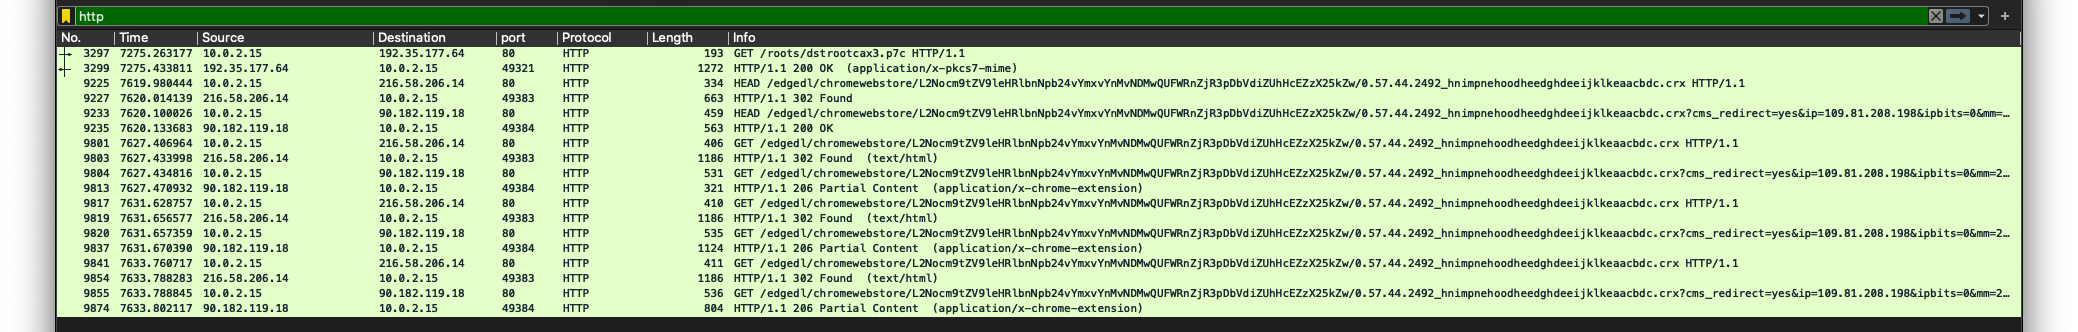 http
No. Time Source Destination port Protocol Length Info
3297 7275.263177 10.0.2.15 192.35.177.64 80 HTTP 193 GET /roots/dstrootcax3.p7c HTTP/1.1
3299 7275.433811 192.35.177.64 10.0.2.15 49321 HTTP 1272 HTTP/1.1 200 OK (application/x-pkcs7-mime)
9225 7619.980444 10.0.2.15 216.58.206.14 80 HTTP 334 HEAD /edgedl/chromewebstore/L2Nocm9tZV9leHRlbnNpb24vYmxvYnMvNDMwQUFWRnZjR3pDbVdiZUhHcEZzX25kZw/0.57.44.2492_hnimpnehoodheedghdeeijklkeaacbdc.crx HTTP/1.1
9227 7620.014139 216.58.206.14 10.0.2.15 49383 HTTP 663 HTTP/1.1 302 Found
9233 7620.100026 10.0.2.15 90.182.119.18 80 HTTP 459 HEAD /edgedl/chromewebstore/L2Nocm9tZV9leHRlbnNpb24vYmxvYnMvNDMwQUFWRnZjR3pDbVdiZUhHcEZzX25kZw/0.57.44.2492_hnimpnehoodheedghdeeijklkeaacbdc.crx?cms_redirect=yes&ip=109.81.208.198&ipbits=0&mm=…
9235 7620.133683 90.182.119.18 10.0.2.15 49384 HTTP 563 HTTP/1.1 200 OK
9801 7627.406964 10.0.2.15 216.58.206.14 80 HTTP 406 GET /edgedl/chromewebstore/L2Nocm9tZV9leHRlbnNpb24vYmxvYnMvNDMwQUFWRnZjR3pDbVdiZUhHcEZzX25kZw/0.57.44.2492_hnimpnehoodheedghdeeijklkeaacbdc.crx HTTP/1.1
9803 7627.433998 216.58.206.14 10.0.2.15 49383 HTTP 1186 HTTP/1.1 302 Found (text/html)
9804 7627.434816 10.0.2.15 90.182.119.18 80 HTTP 531 GET /edgedl/chromewebstore/L2Nocm9tZV9leHRlbnNpb24vYmxvYnMvNDMwQUFWRnZjR3pDbVdiZUhHcEZzX25kZw/0.57.44.2492_hnimpnehoodheedghdeeijklkeaacbdc.crx?cms_redirect=yes&ip=109.81.208.198&ipbits=0&mm=2…
9813 7627.470932 90.182.119.18 10.0.2.15 49384 HTTP 321 HTTP/1.1 206 Partial Content (application/x-chrome-extension)
9817 7631.628757 10.0.2.15 216.58.206.14 80 HTTP 410 GET /edgedl/chromewebstore/L2Nocm9tZV9leHRlbnNpb24vYmxvYnMvNDMwQUFWRnZjR3pDbVdiZUhHcEZzX25kZw/0.57.44.2492_hnimpnehoodheedghdeeijklkeaacbdc.crx HTTP/1.1
9819 7631.656577 216.58.206.14 10.0.2.15 49383 HTTP 1186 HTTP/1.1 302 Found (text/html)
9820 7631.657359 10.0.2.15 90.182.119.18 80 HTTP 535 GET /edgedl/chromewebstore/L2Nocm9tZV9leHRlbnNpb24vYmxvYnMvNDMwQUFWRnZjR3pDbVdiZUhHcEZzX25kZw/0.57.44.2492_hnimpnehoodheedghdeeijklkeaacbdc.crx?cms_redirect=yes&ip=109.81.208.198&ipbits=0&mm=2…
9837 7631.670390 90.182.119.18 10.0.2.15 49384 HTTP 1124 HTTP/1.1 206 Partial Content (application/x-chrome-extension)
9841 7633.760717 10.0.2.15 216.58.206.14 80 HTTP 411 GET /edgedl/chromewebstore/L2Nocm9tZV9leHRlbnNpb24vYmxvYnMvNDMwQUFWRnZjR3pDbVdiZUhHcEZzX25kZw/0.57.44.2492_hnimpnehoodheedghdeeijklkeaacbdc.crx HTTP/1.1
9854 7633.788283 216.58.206.14 10.0.2.15 49383 HTTP 1186 HTTP/1.1 302 Found (text/html)
9855 7633.788845 10.0.2.15 90.182.119.18 80 HTTP 536 GET /edgedl/chromewebstore/L2Nocm9tZV9leHRlbnNpb24vYmxvYnMvNDMwQUFWRnZjR3pDbVdiZUhHcEZzX25kZw/0.57.44.2492_hnimpnehoodheedghdeeijklkeaacbdc.crx?cms_redirect=yes&ip=109.81.208.198&ipbits=0&mm=2…
9874 7633.802117 90.182.119.18 10.0.2.15 49384 HTTP 804 HTTP/1.1 206 Partial Content (application/x-chrome-extension)